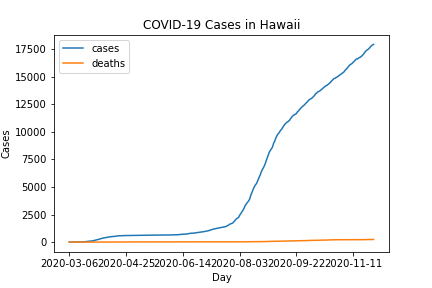 COVID-19 Cases in Hawaii
cases
deaths
17500
15000
12500
10000
7500
5000
2500
0
Cases
2020-03-06 2020-04-25 2020-06-14 2020-08-03 2020-09-22 2020-11-11
Day